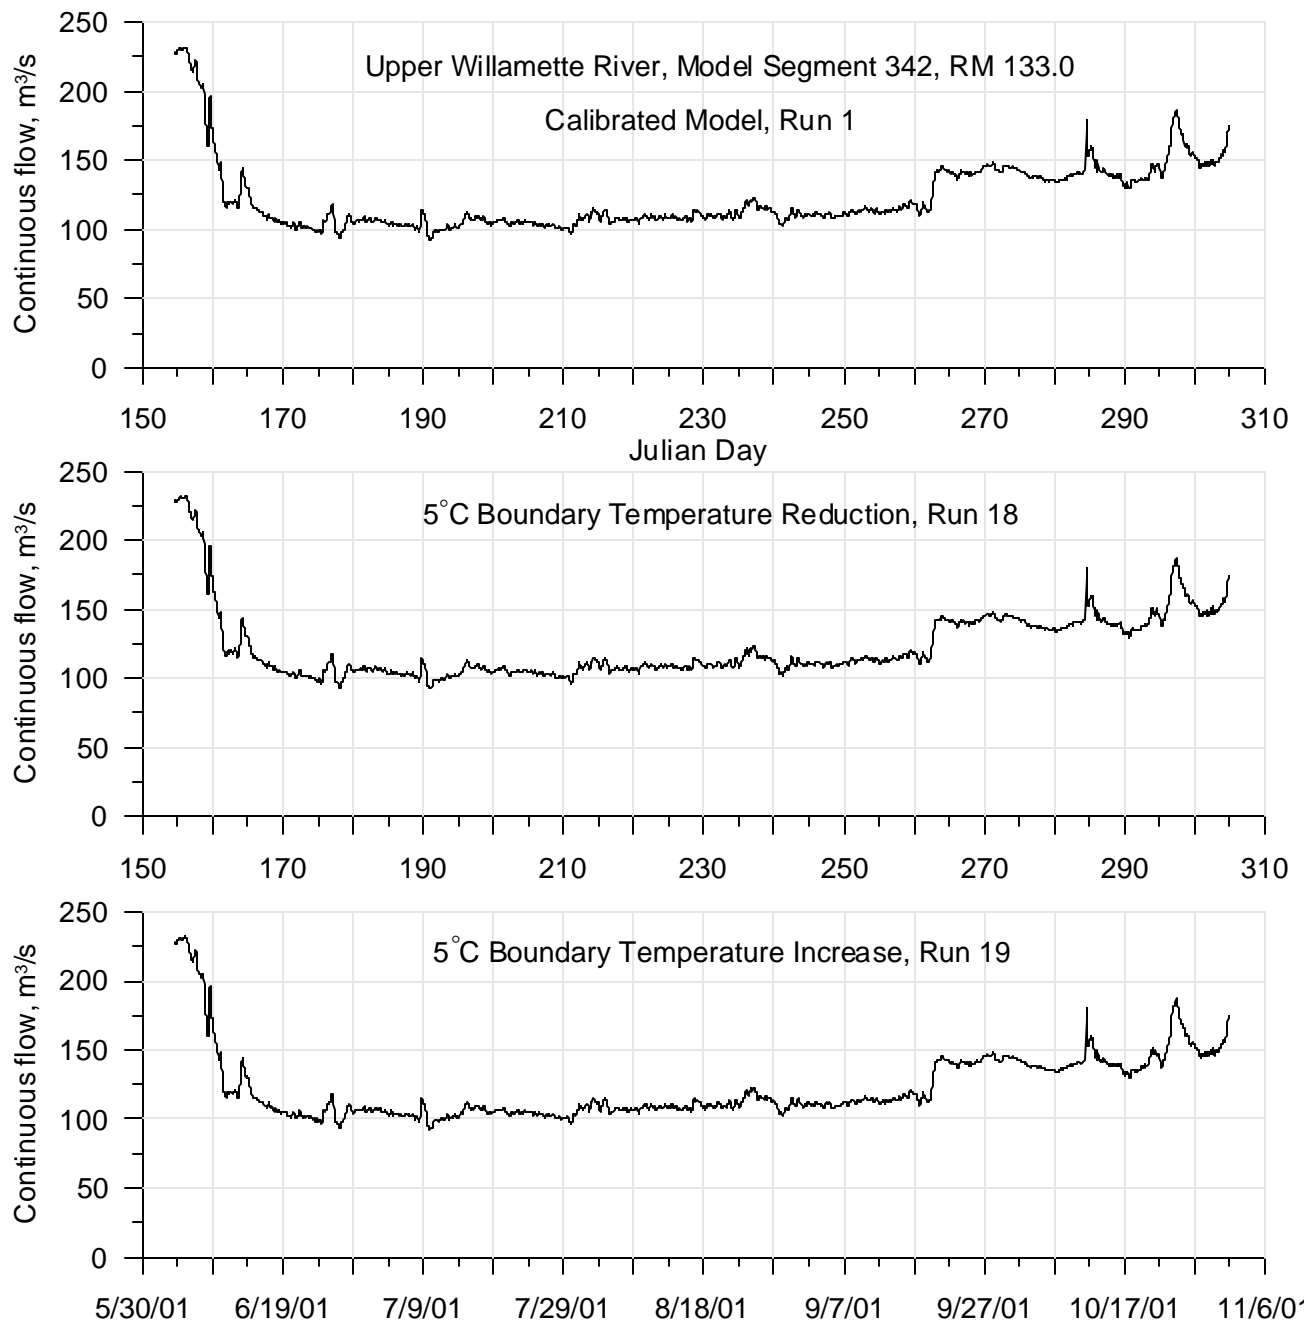 250
200
150
100
50
0
Continuous flow, m³/s
Upper Willamette River, Model Segment 342, RM 133.0
Calibrated Model, Run 1
150 170 190 210 230 250 270 290 310
Julian Day
250
200
150
100
50
0
Continuous flow, m³/s
5°C Boundary Temperature Reduction, Run 18
150 170 190 210 230 250 270 290 310
250
200
150
100
50
0
Continuous flow, m³/s
5°C Boundary Temperature Increase, Run 19
5/30/01 6/19/01 7/9/01 7/29/01 8/18/01 9/7/01 9/27/01 10/17/01 11/6/01